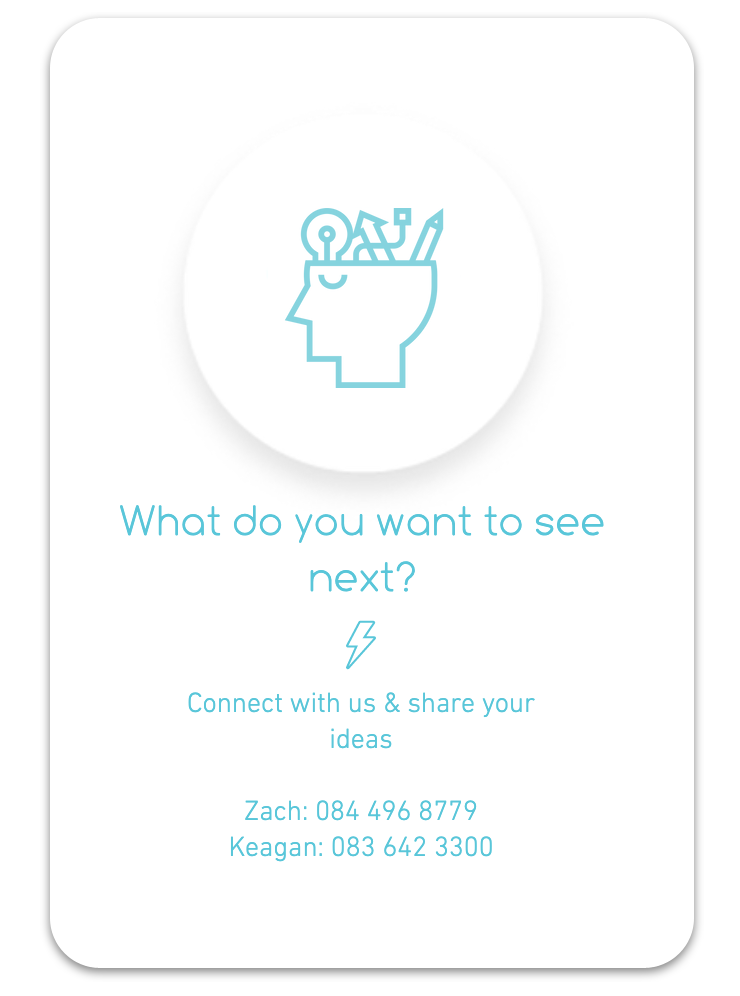 What do you want to see
next?
Connect with us & share your
ideas
Zach: 084 496 8779
Keagan: 083 642 3300